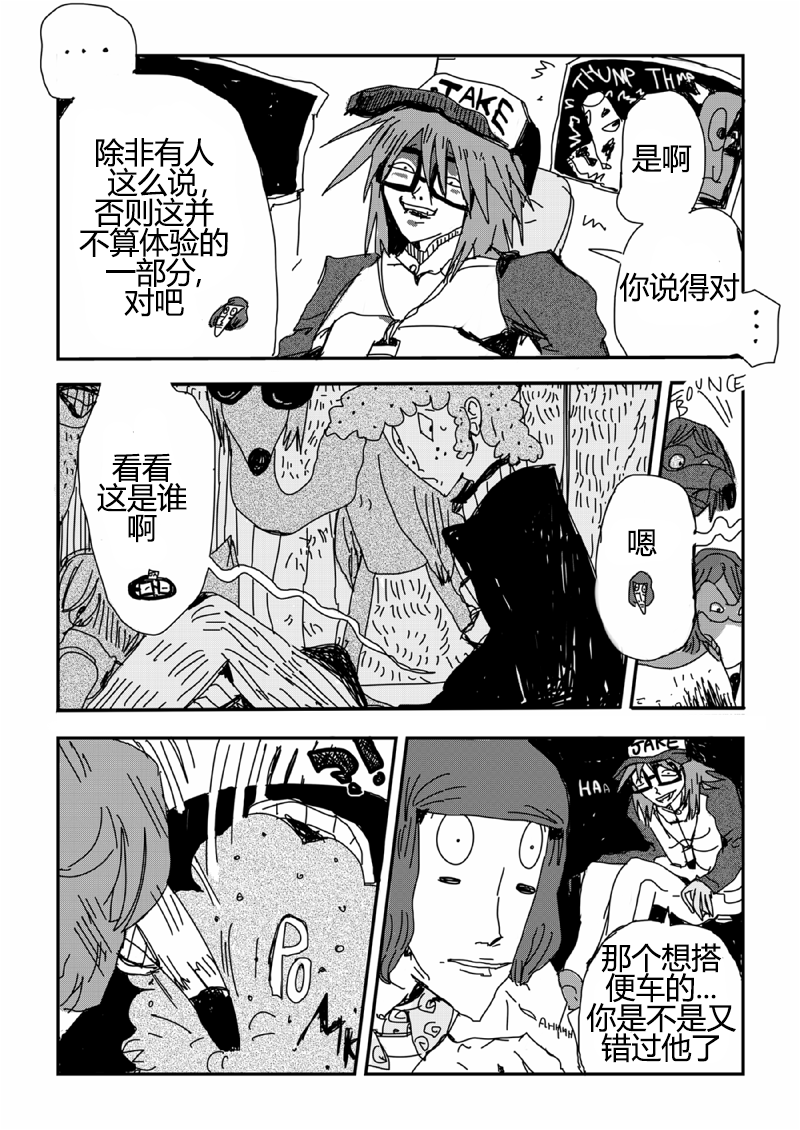 ...
除非有人
这么说，
否则这并
不算体验的
一部分，
对吧
JAKE
THUMP THMP
是啊
你说得对
...
看看
这是谁
啊
BOUNCE
嗯
?!
PO
JAKE
HAA
AHHHH
那个想搭
便车的...
你是不是又
错过他了